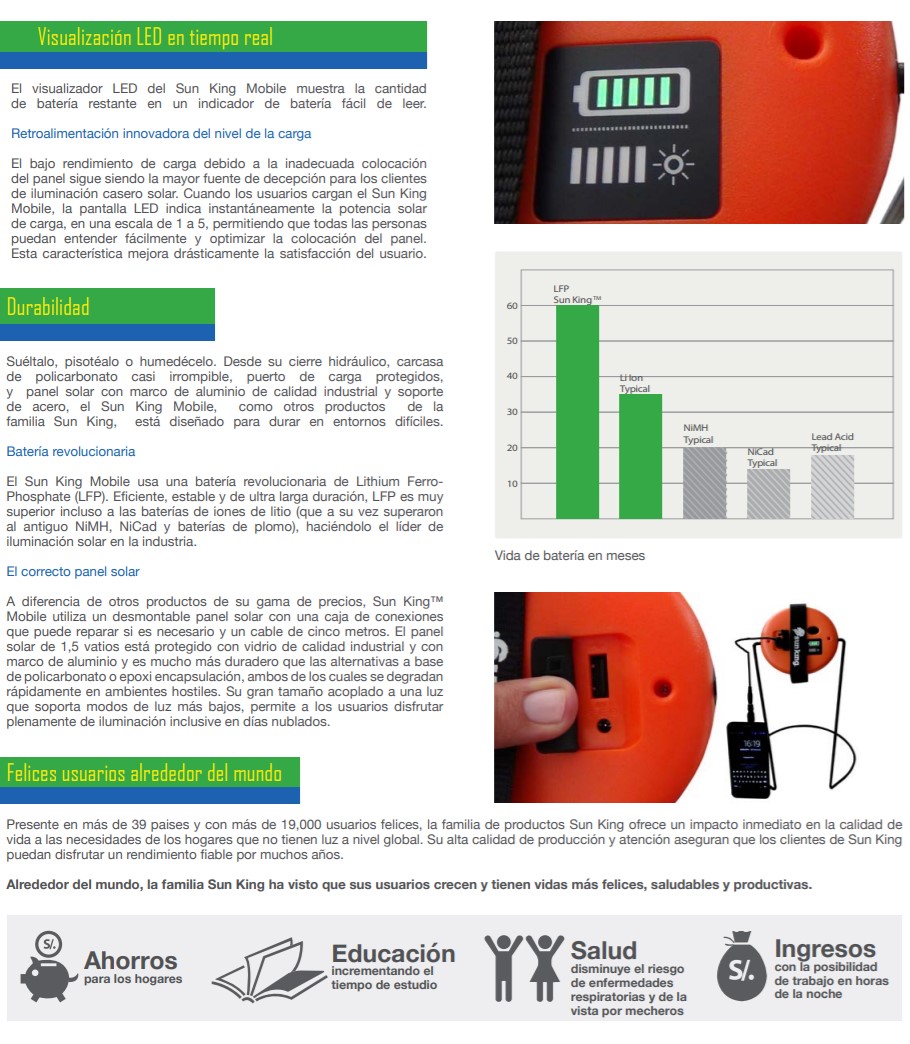 Visualización LED en tiempo real
El visualizador LED del Sun King Mobile muestra la cantidad
de batería restante en un indicador de batería fácil de leer.
Retroalimentación innovadora del nivel de la carga
El bajo rendimiento de carga debido a la inadecuada colocación
del panel sigue siendo la mayor fuente de decepción para los clientes
de iluminación casero solar. Cuando los usuarios cargan el Sun King
Mobile, la pantalla LED indica instantáneamente la potencia solar
de carga, en una escala de 1 a 5, permitiendo que todas las personas
puedan entender fácilmente y optimizar la colocación del panel.
Esta característica mejora drásticamente la satisfacción del usuario.
Durabilidad
Suéltalo, pisotéalo o humedécelo. Desde su cierre hidráulico, carcasa
de policarbonato casi irrompible, puerto de carga protegidos,
y panel solar con marco de aluminio de calidad industrial y soporte
de acero, el Sun King Mobile, como otros productos de la
familia Sun King, está diseñado para durar en entornos difíciles.
Batería revolucionaria
El Sun King Mobile usa una batería revolucionaria de Lithium Ferro-
Phosphate (LFP). Eficiente, estable y de ultra larga duración, LFP es muy
superior incluso a las baterías de iones de litio (que a su vez superaron
al antiguo NiMH, NiCad y baterías de plomo), haciéndolo el líder de
iluminación solar en la industria.
El correcto panel solar
A diferencia de otros productos de su gama de precios, Sun King™
Mobile utiliza un desmontable panel solar con una caja de conexiones
que puede reparar si es necesario y un cable de cinco metros. El panel
solar de 1,5 vatios está protegido con vidrio de calidad industrial y con
marco de aluminio y es mucho más duradero que las alternativas a base
de policarbonato o epoxi encapsulación, ambos de los cuales se degradan
rápidamente en ambientes hostiles. Su gran tamaño acoplado a una luz
que soporta modos de luz más bajos, permite a los usuarios disfrutar
plenamente de iluminación inclusive en días nublados.
LFP
Sun King™
Li Ion
Typical
NiMH
Typical
NiCad
Typical
Lead Acid
Typical
60
50
40
30
20
10
Vida de batería en meses
sun king
16:19
Felices usuarios alrededor del mundo
Presente en más de 39 paises y con más de 19,000 usuarios felices, la familia de productos Sun King ofrece un impacto inmediato en la calidad de
vida a las necesidades de los hogares que no tienen luz a nivel global. Su alta calidad de producción y atención aseguran que los clientes de Sun King
puedan disfrutar un rendimiento fiable por muchos años.
Alrededor del mundo, la familia Sun King ha visto que sus usuarios crecen y tienen vidas más felices, saludables y productivas.
S/.
Ahorros
para los hogares
Educación
incrementando el
tiempo de estudio
Salud
disminuye el riesgo
de enfermedades
respiratorias y de la
vista por mecheros
S/.
Ingresos
con la posibilidad
de trabajo en horas
de la noche